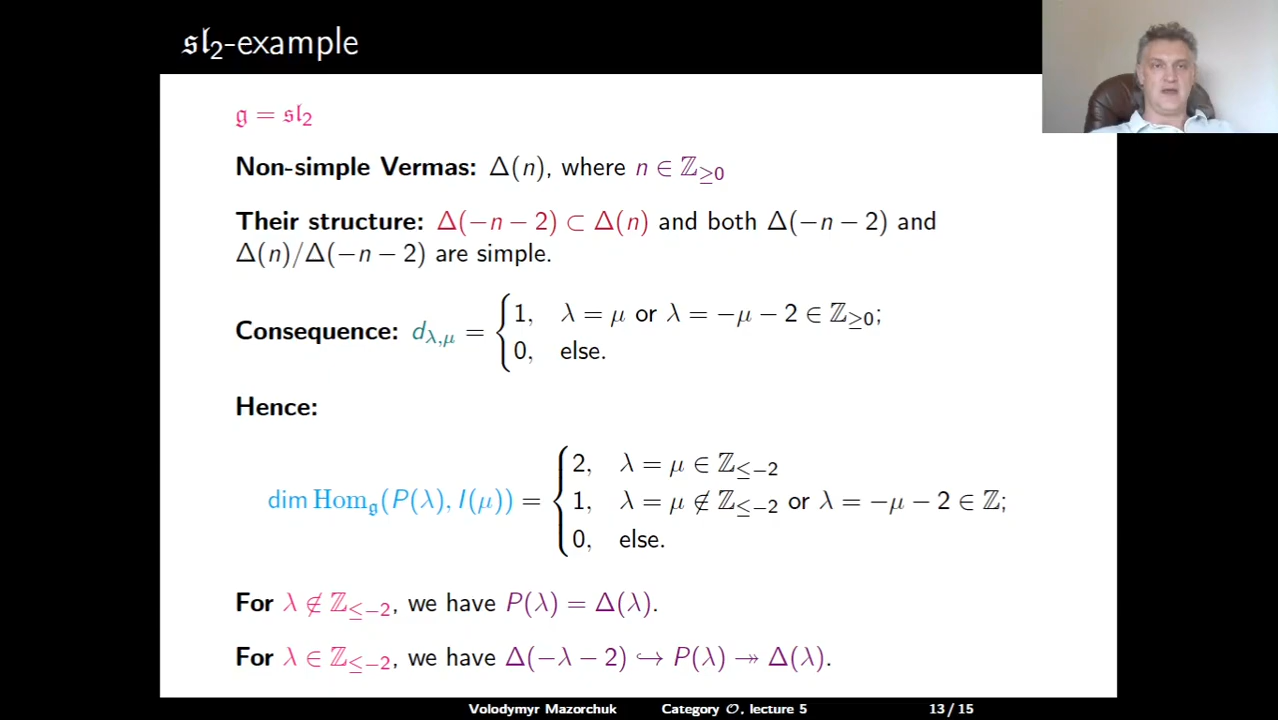 𝔰𝔩₂-example
𝔤 = 𝔰𝔩₂
Non-simple Vermas: Δ(n), where n ∈ ℤ≥0
Their structure: Δ(−n − 2) ⊂ Δ(n) and both Δ(−n − 2) and
Δ(n)/Δ(−n − 2) are simple.
Consequence: d_{λ,μ} = { 1, λ = μ or λ = −μ − 2 ∈ ℤ≥0;
0, else.
Hence:
dim Hom_𝔤(P(λ), I(μ)) = { 2, λ = μ ∈ ℤ≤−2
1, λ = μ ∉ ℤ≤−2 or λ = −μ − 2 ∈ ℤ;
0, else.
For λ ∉ ℤ≤−2, we have P(λ) = Δ(λ).
For λ ∈ ℤ≤−2, we have Δ(−λ − 2) ↪ P(λ) ↠ Δ(λ).
Volodymyr Mazorchuk Category 𝒪, lecture 5 13 / 15